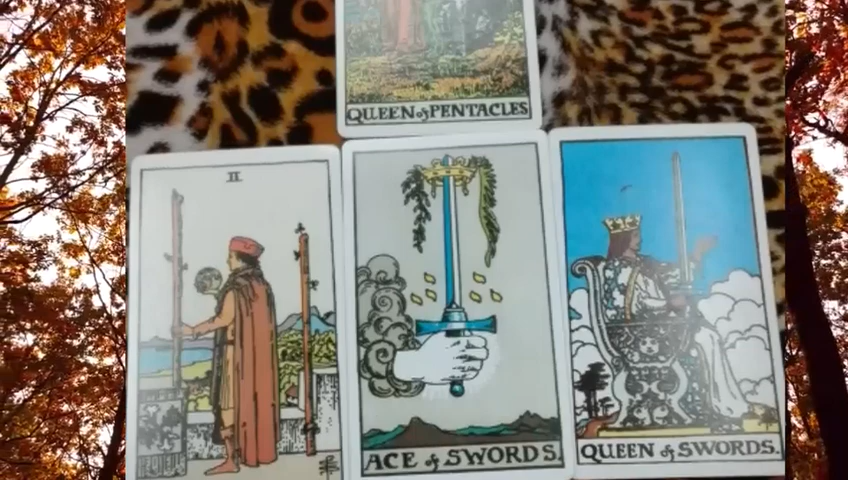 QUEEN of PENTACLES
II
ACE of SWORDS.
QUEEN of SWORDS.